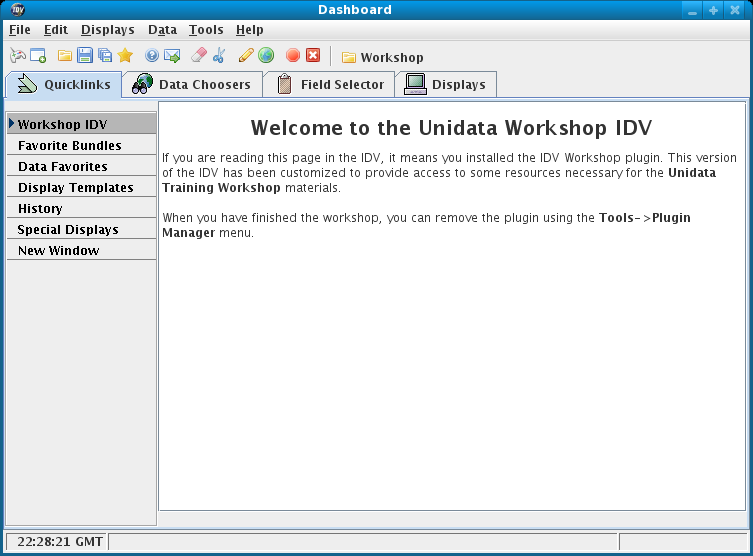 IDV
Dashboard
File Edit Displays Data Tools Help
Workshop
Quicklinks Data Choosers Field Selector Displays
Workshop IDV
Favorite Bundles
Data Favorites
Display Templates
History
Special Displays
New Window
Welcome to the Unidata Workshop IDV
If you are reading this page in the IDV, it means you installed the IDV Workshop plugin. This version
of the IDV has been customized to provide access to some resources necessary for the Unidata
Training Workshop materials.
When you have finished the workshop, you can remove the plugin using the Tools->Plugin
Manager menu.
22:28:21 GMT